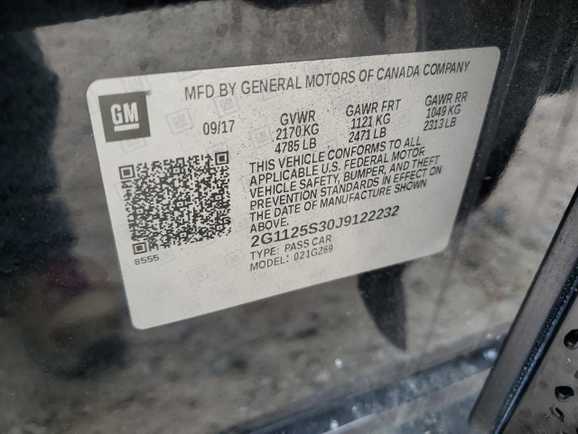 MFD BY GENERAL MOTORS OF CANADA COMPANY
GM
09/17
GVWR
2170 KG
4785 LB
GAWR FRT
1121 KG
2471 LB
GAWR RR
1049 KG
2313 LB
THIS VEHICLE CONFORMS TO ALL
APPLICABLE U.S. FEDERAL MOTOR
VEHICLE SAFETY, BUMPER, AND THEFT
PREVENTION STANDARDS IN EFFECT ON
THE DATE OF MANUFACTURE SHOWN
ABOVE.
2G1125S30J9122232
TYPE: PASS CAR
MODEL: 021GZ69
8555